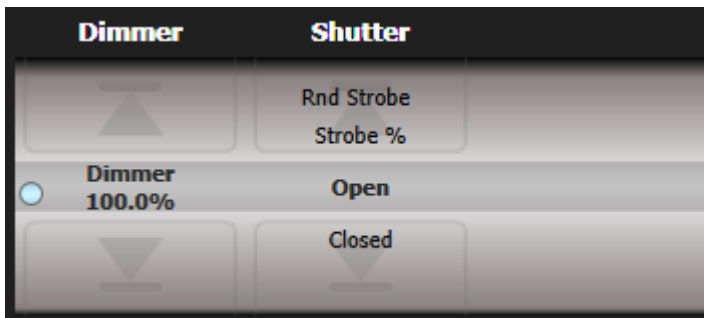 Dimmer Shutter
Rnd Strobe
Strobe %
Dimmer
100.0%
Open
Closed